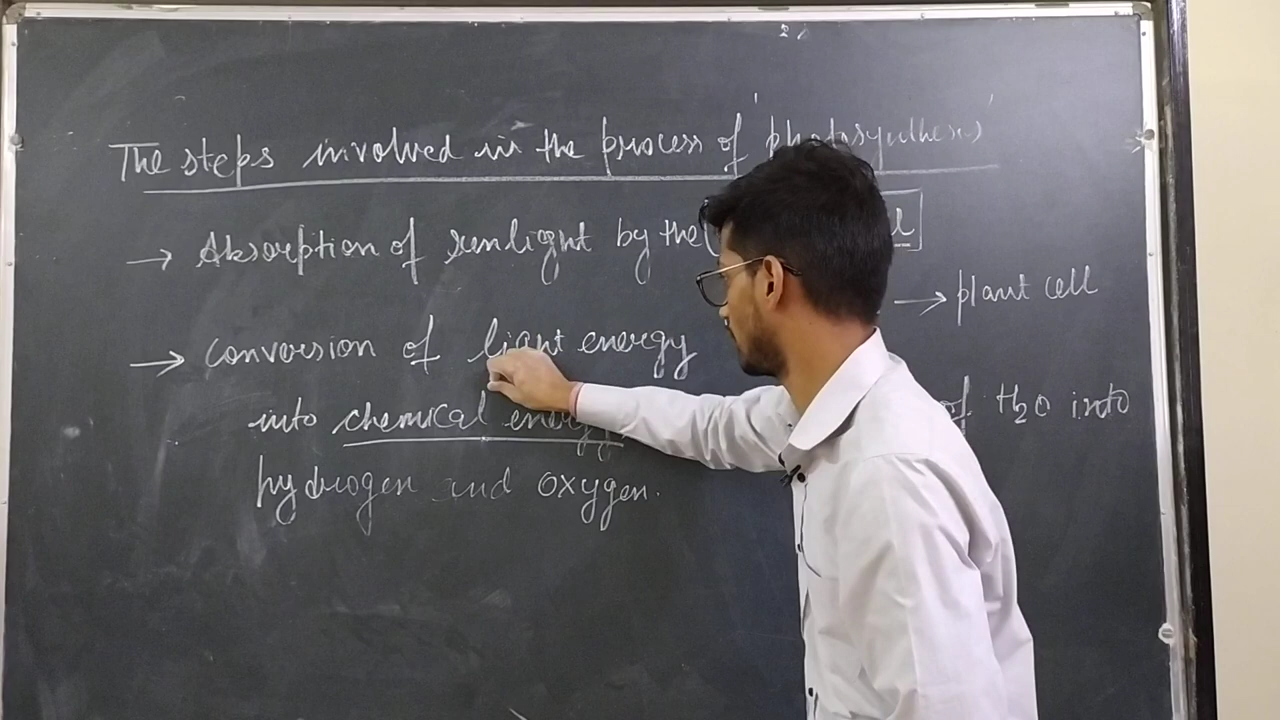 The steps involved in the process of 'photosynthesis'
→ Absorption of sunlight by the
→ plant cell
→ Conversion of light energy
into chemical energy of H₂O into
hydrogen and oxygen.